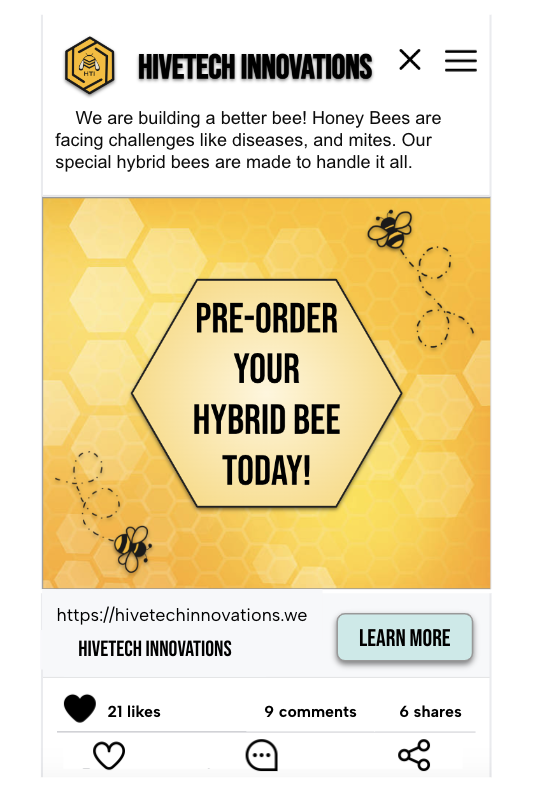 HTI
HIVETECH INNOVATIONS
We are building a better bee! Honey Bees are
facing challenges like diseases, and mites. Our
special hybrid bees are made to handle it all.
PRE-ORDER
YOUR
HYBRID BEE
TODAY!
https://hivetechinnovations.we
HIVETECH INNOVATIONS
LEARN MORE
21 likes
9 comments
6 shares